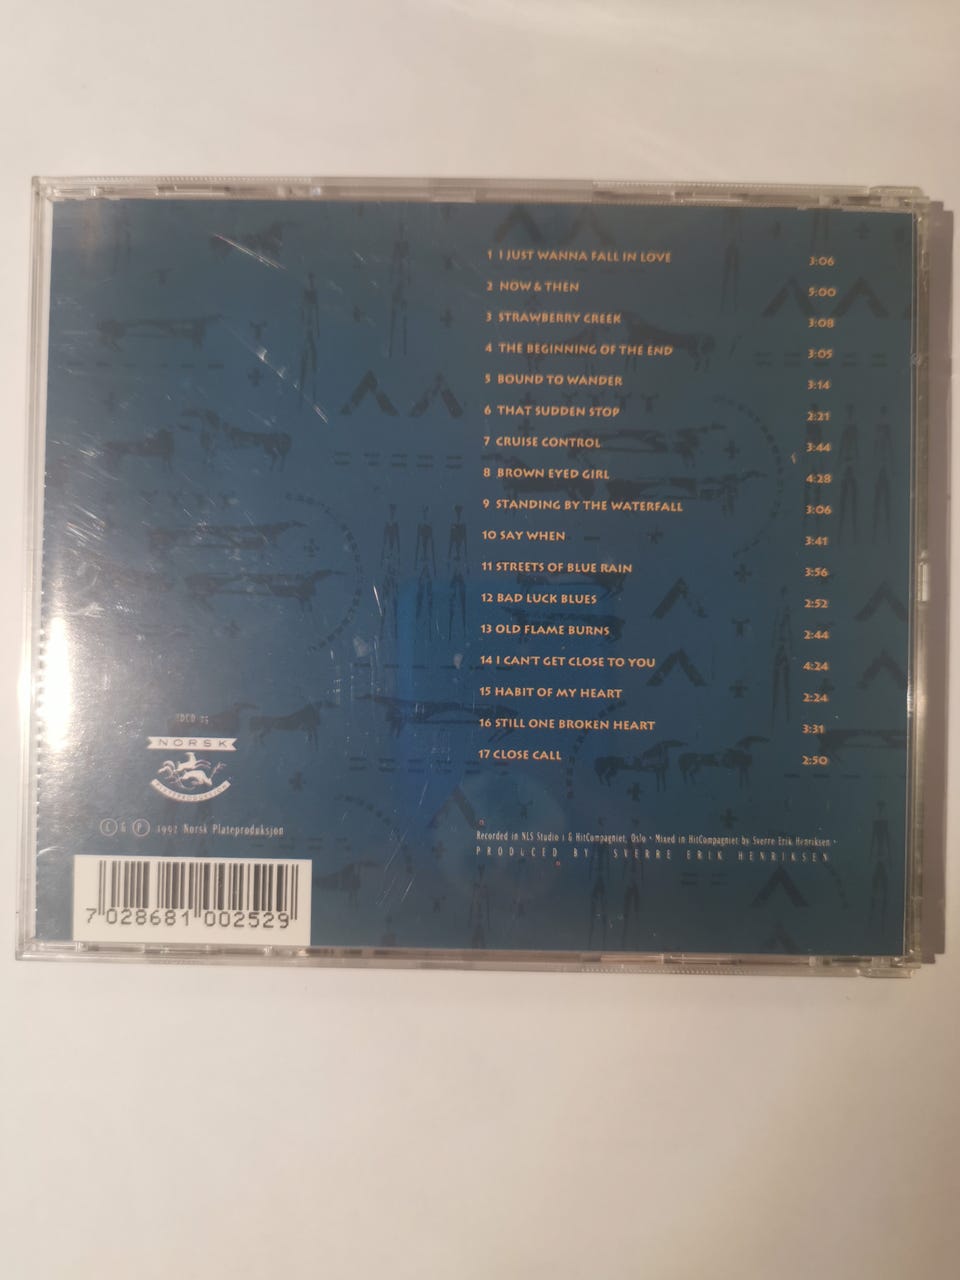 1 I JUST WANNA FALL IN LOVE 3:06
2 NOW & THEN 5:00
3 STRAWBERRY CREEK 3:08
4 THE BEGINNING OF THE END 3:05
5 BOUND TO WANDER 3:14
6 THAT SUDDEN STOP 2:21
7 CRUISE CONTROL 3:44
8 BROWN EYED GIRL 4:28
9 STANDING BY THE WATERFALL 3:06
10 SAY WHEN 3:41
11 STREETS OF BLUE RAIN 3:56
12 BAD LUCK BLUES 2:52
13 OLD FLAME BURNS 2:44
14 I CAN'T GET CLOSE TO YOU 4:24
15 HABIT OF MY HEART 2:24
16 STILL ONE BROKEN HEART 3:31
17 CLOSE CALL 2:50
NORSK
PLATEPRODUKSJON
Ⓒ & Ⓟ 1992 Norsk Plateproduksjon
Recorded in NLS Studio 1 & HitCompagniet, Oslo • Mixed in HitCompagniet by Sverre Erik Henriksen •
PRODUCED BY SVERRE ERIK HENRIKSEN
7 028681 002529